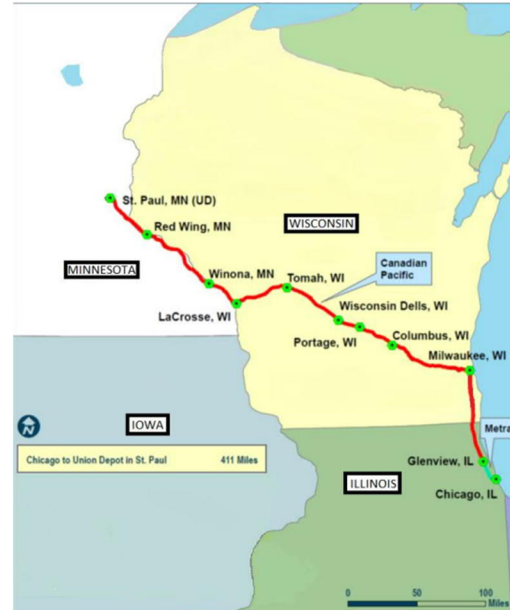 St. Paul, MN (UD)
Red Wing, MN
WISCONSIN
Canadian
Pacific
MINNESOTA
Winona, MN
Tomah, WI
LaCrosse, WI
Wisconsin Dells, WI
Portage, WI
Columbus, WI
Milwaukee, WI
N
IOWA
Metra
Chicago to Union Depot in St. Paul 411 Miles
Glenview, IL
ILLINOIS
Chicago, IL
0 50 100
Miles